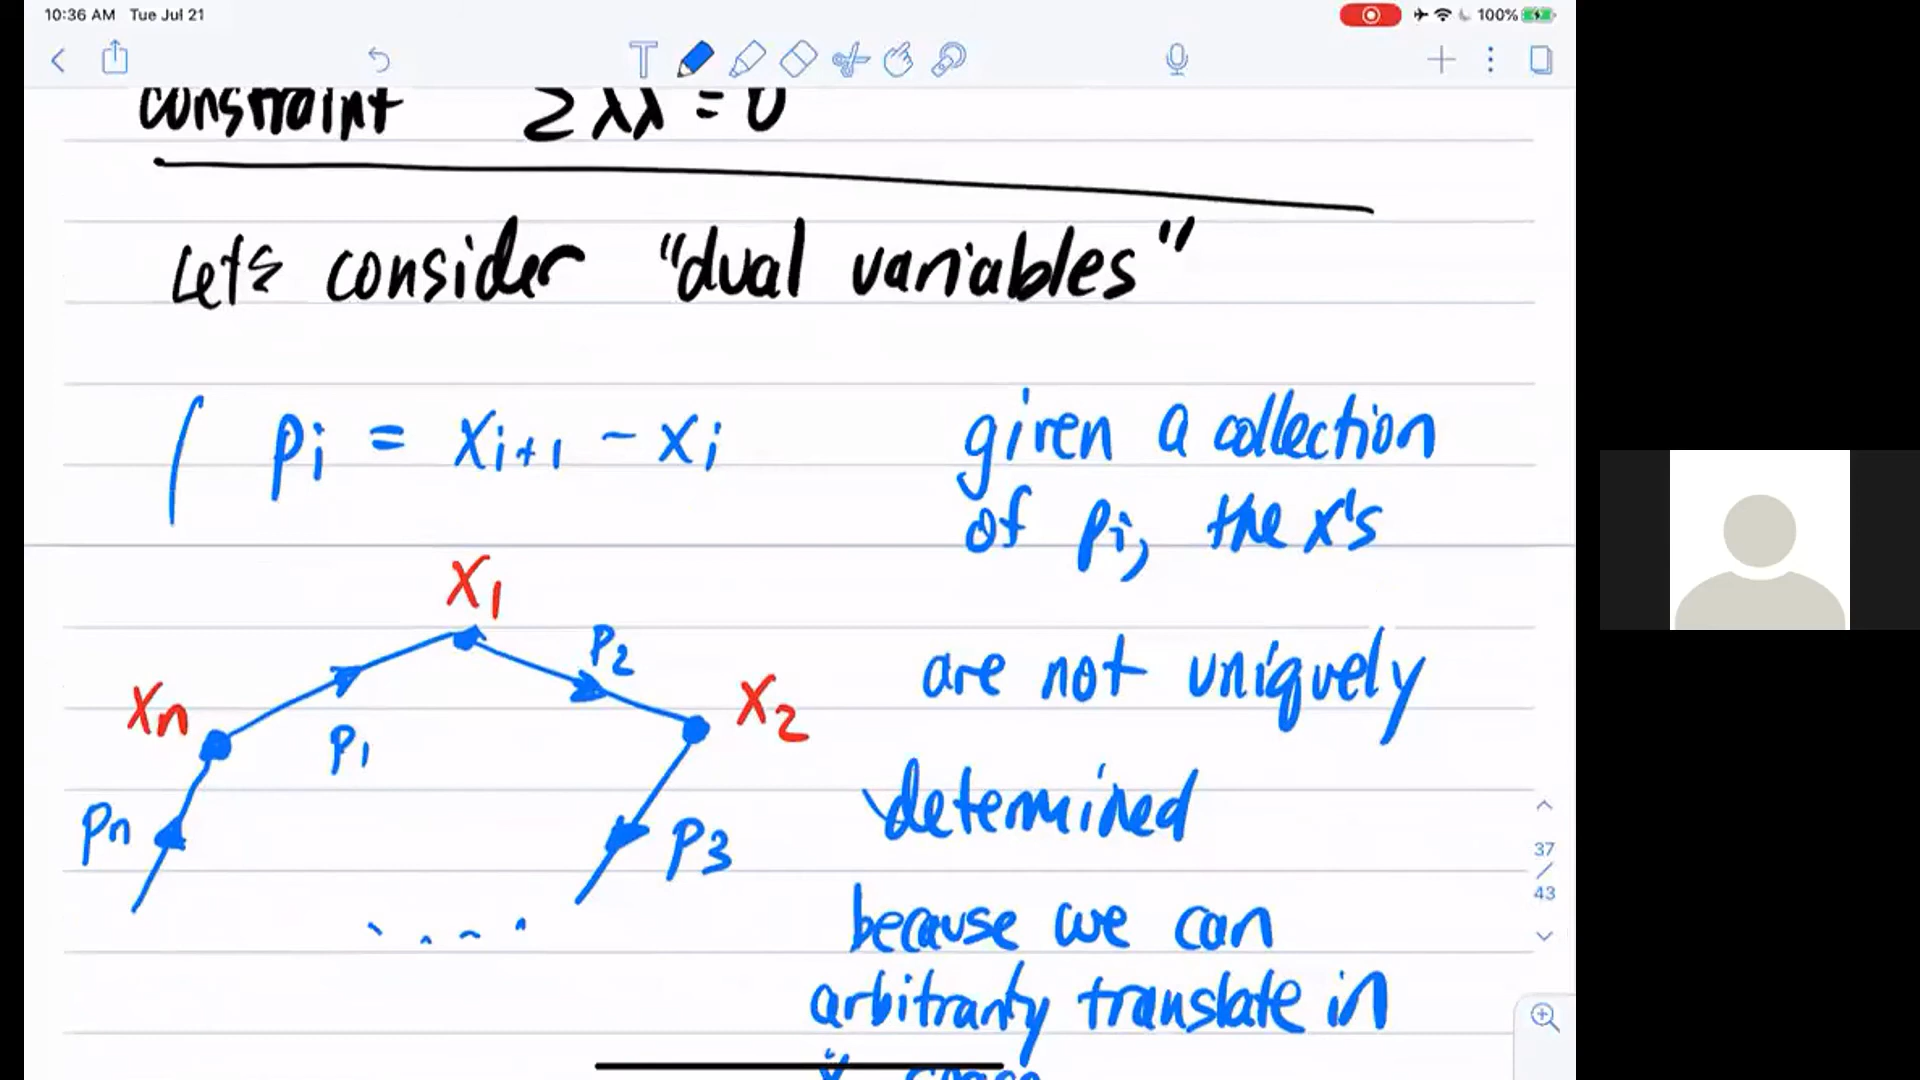 10:36 AM Tue Jul 21
100%
T
constraint Σ λλ = 0
Let's consider "dual variables"
pi = xi+1 - xi
given a collection
of pi, the x's
are not uniquely
determined
because we can
arbitrarily translate in
x space
x1
p2
xn
x2
p1
pn
p3
....
37
/
43